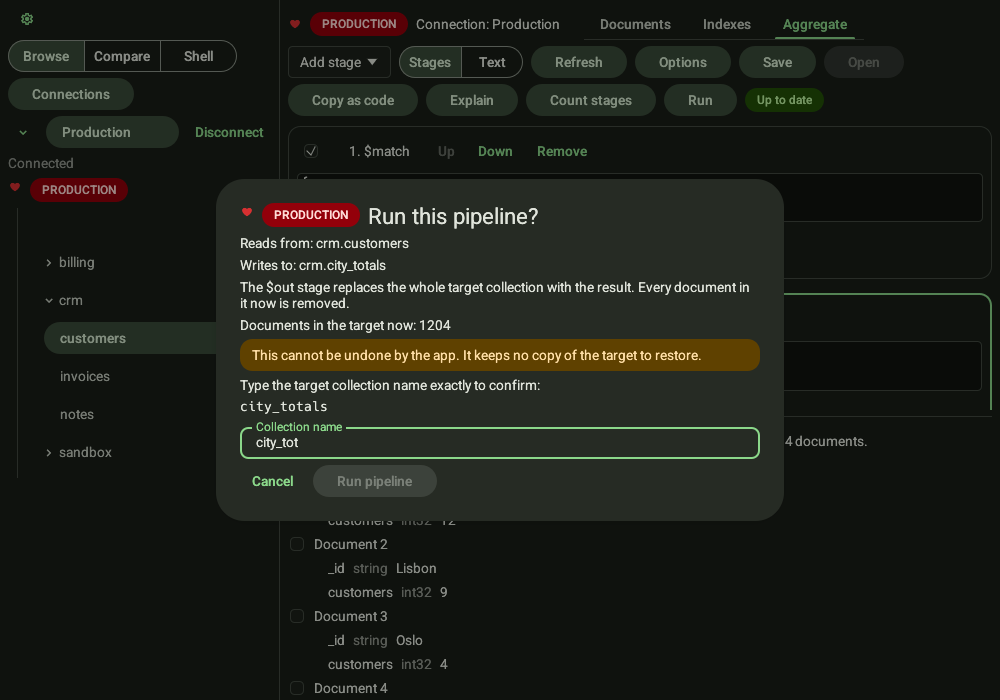 PRODUCTION Connection: Production Documents Indexes Aggregate
Browse Compare Shell
Add stage Stages Text Refresh Options Save Open
Connections
Copy as code Explain Count stages Run Up to date
Production Disconnect
1. $match Up Down Remove
Connected
PRODUCTION
PRODUCTION Run this pipeline?
Reads from: crm.customers
Writes to: crm.city_totals
The $out stage replaces the whole target collection with the result. Every document in
it now is removed.
Documents in the target now: 1204
This cannot be undone by the app. It keeps no copy of the target to restore.
Type the target collection name exactly to confirm:
city_totals
Collection name
city_tot
Cancel Run pipeline
billing
crm
customers
invoices
notes
sandbox
4 documents.
customers int32 12
Document 2
_id string Lisbon
customers int32 9
Document 3
_id string Oslo
customers int32 4
Document 4